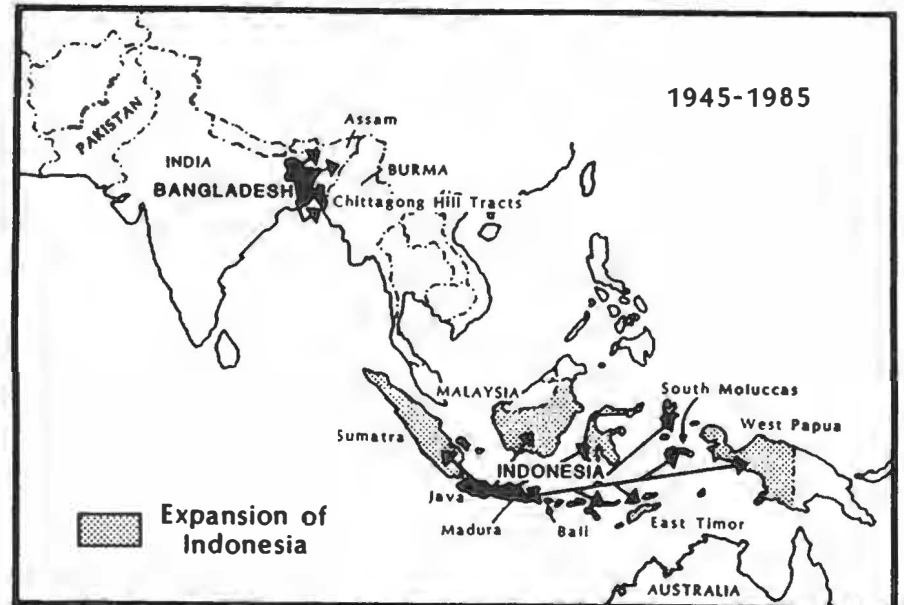 1945-1985
PAKISTAN
Assam
INDIA
BURMA
BANGLADESH
Chittagong Hill Tracts
MALAYSIA
South Moluccas
West Papua
Sumatra
INDONESIA
Java
Madura
Bali
East Timor
Expansion of
Indonesia
AUSTRALIA